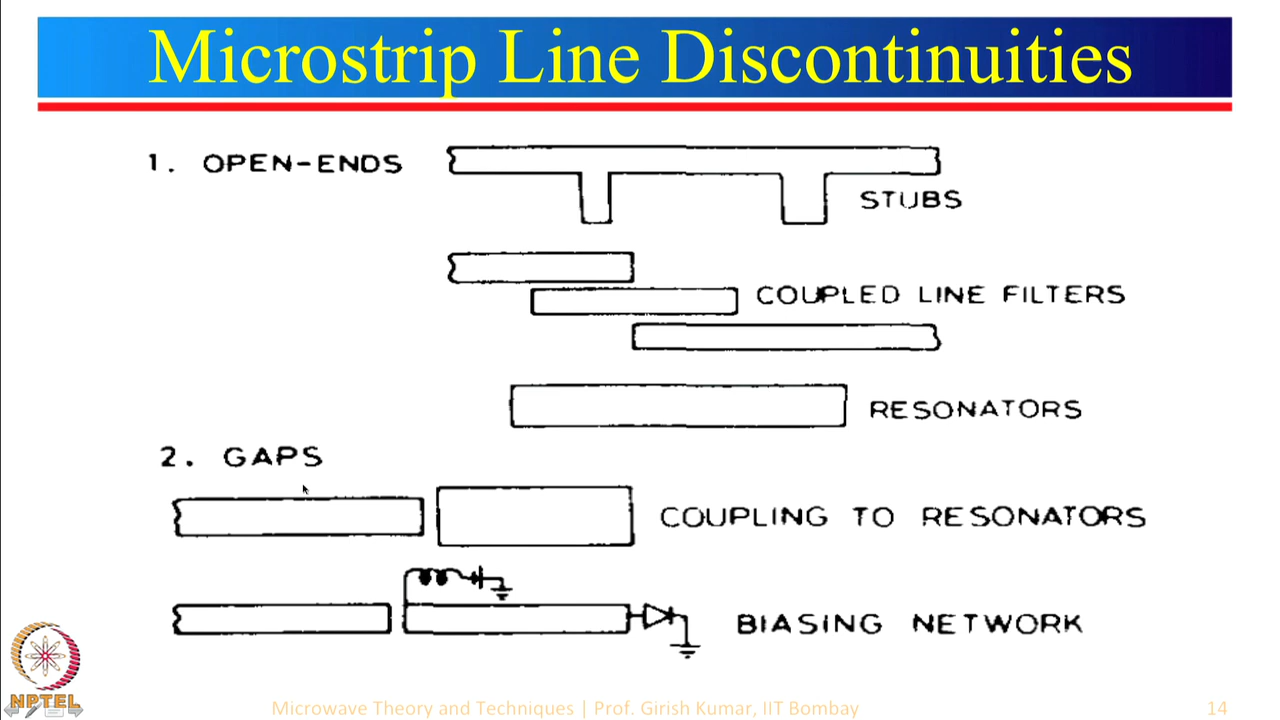 Microstrip Line Discontinuities
1. OPEN-ENDS
STUBS
COUPLED LINE FILTERS
RESONATORS
2. GAPS
COUPLING TO RESONATORS
BIASING NETWORK
NPTEL
Microwave Theory and Techniques | Prof. Girish Kumar, IIT Bombay
14